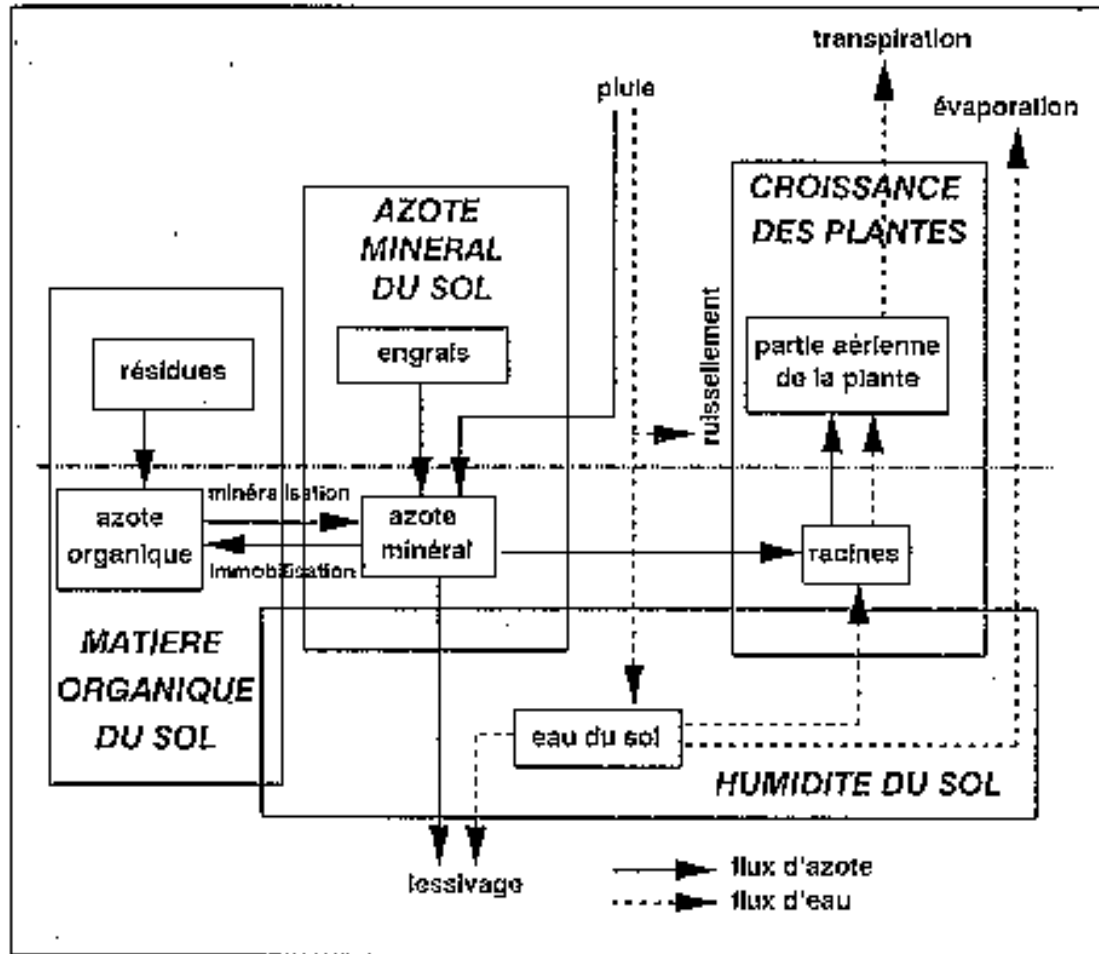 transpiration
pluie
évaporation
CROISSANCE
DES PLANTES
AZOTE
MINERAL
DU SOL
ruissellement
engrais
partie aérienne
de la plante
résidues
minéralisation
azote
organique
azote
minéral
racines
immobilisation
MATIERE
ORGANIQUE
DU SOL
eau du sol
HUMIDITE DU SOL
lessivage
flux d'azote
flux d'eau